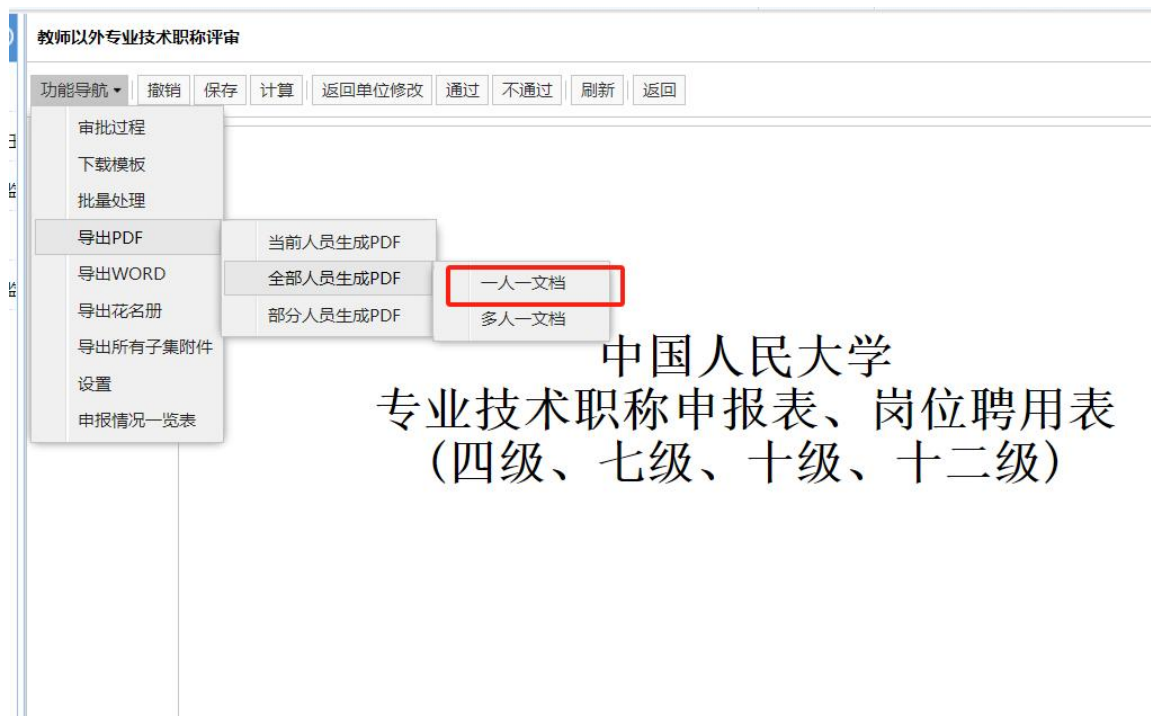 教师以外专业技术职称评审
功能导航 撤销 保存 计算 返回单位修改 通过 不通过 刷新 返回
审批过程
下载模板
批量处理
导出PDF
当前人员生成PDF
导出WORD
全部人员生成PDF
一人一文档
导出花名册
部分人员生成PDF
多人一文档
导出所有子集附件
设置
申报情况一览表
中国人民大学
专业技术职称申报表、岗位聘用表
（四级、七级、十级、十二级）